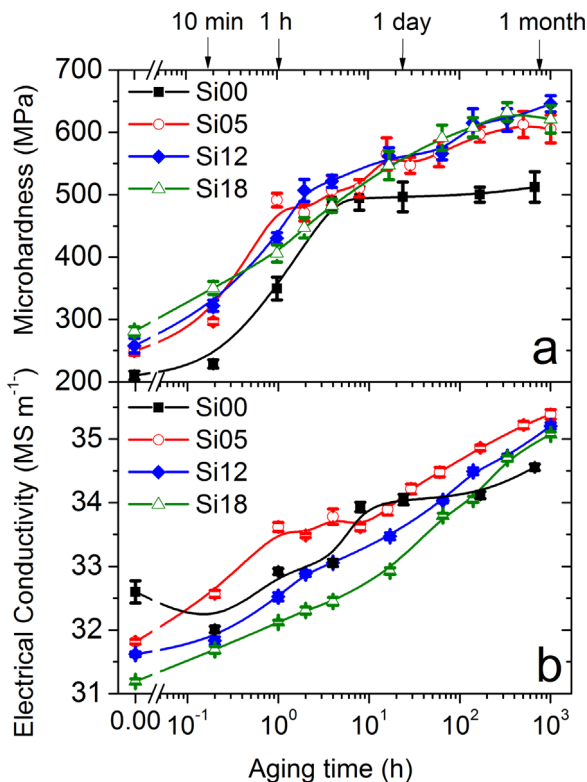 10 min 1 h 1 day 1 month
700
600
500
400
300
200
Microhardness (MPa)
Si00
Si05
Si12
Si18
a
35
34
33
32
31
Electrical Conductivity (MS m⁻¹⁻)
Si00
Si05
Si12
Si18
b
0.00 10⁻¹ 10⁰ 10¹ 10² 10³
Aging time (h)